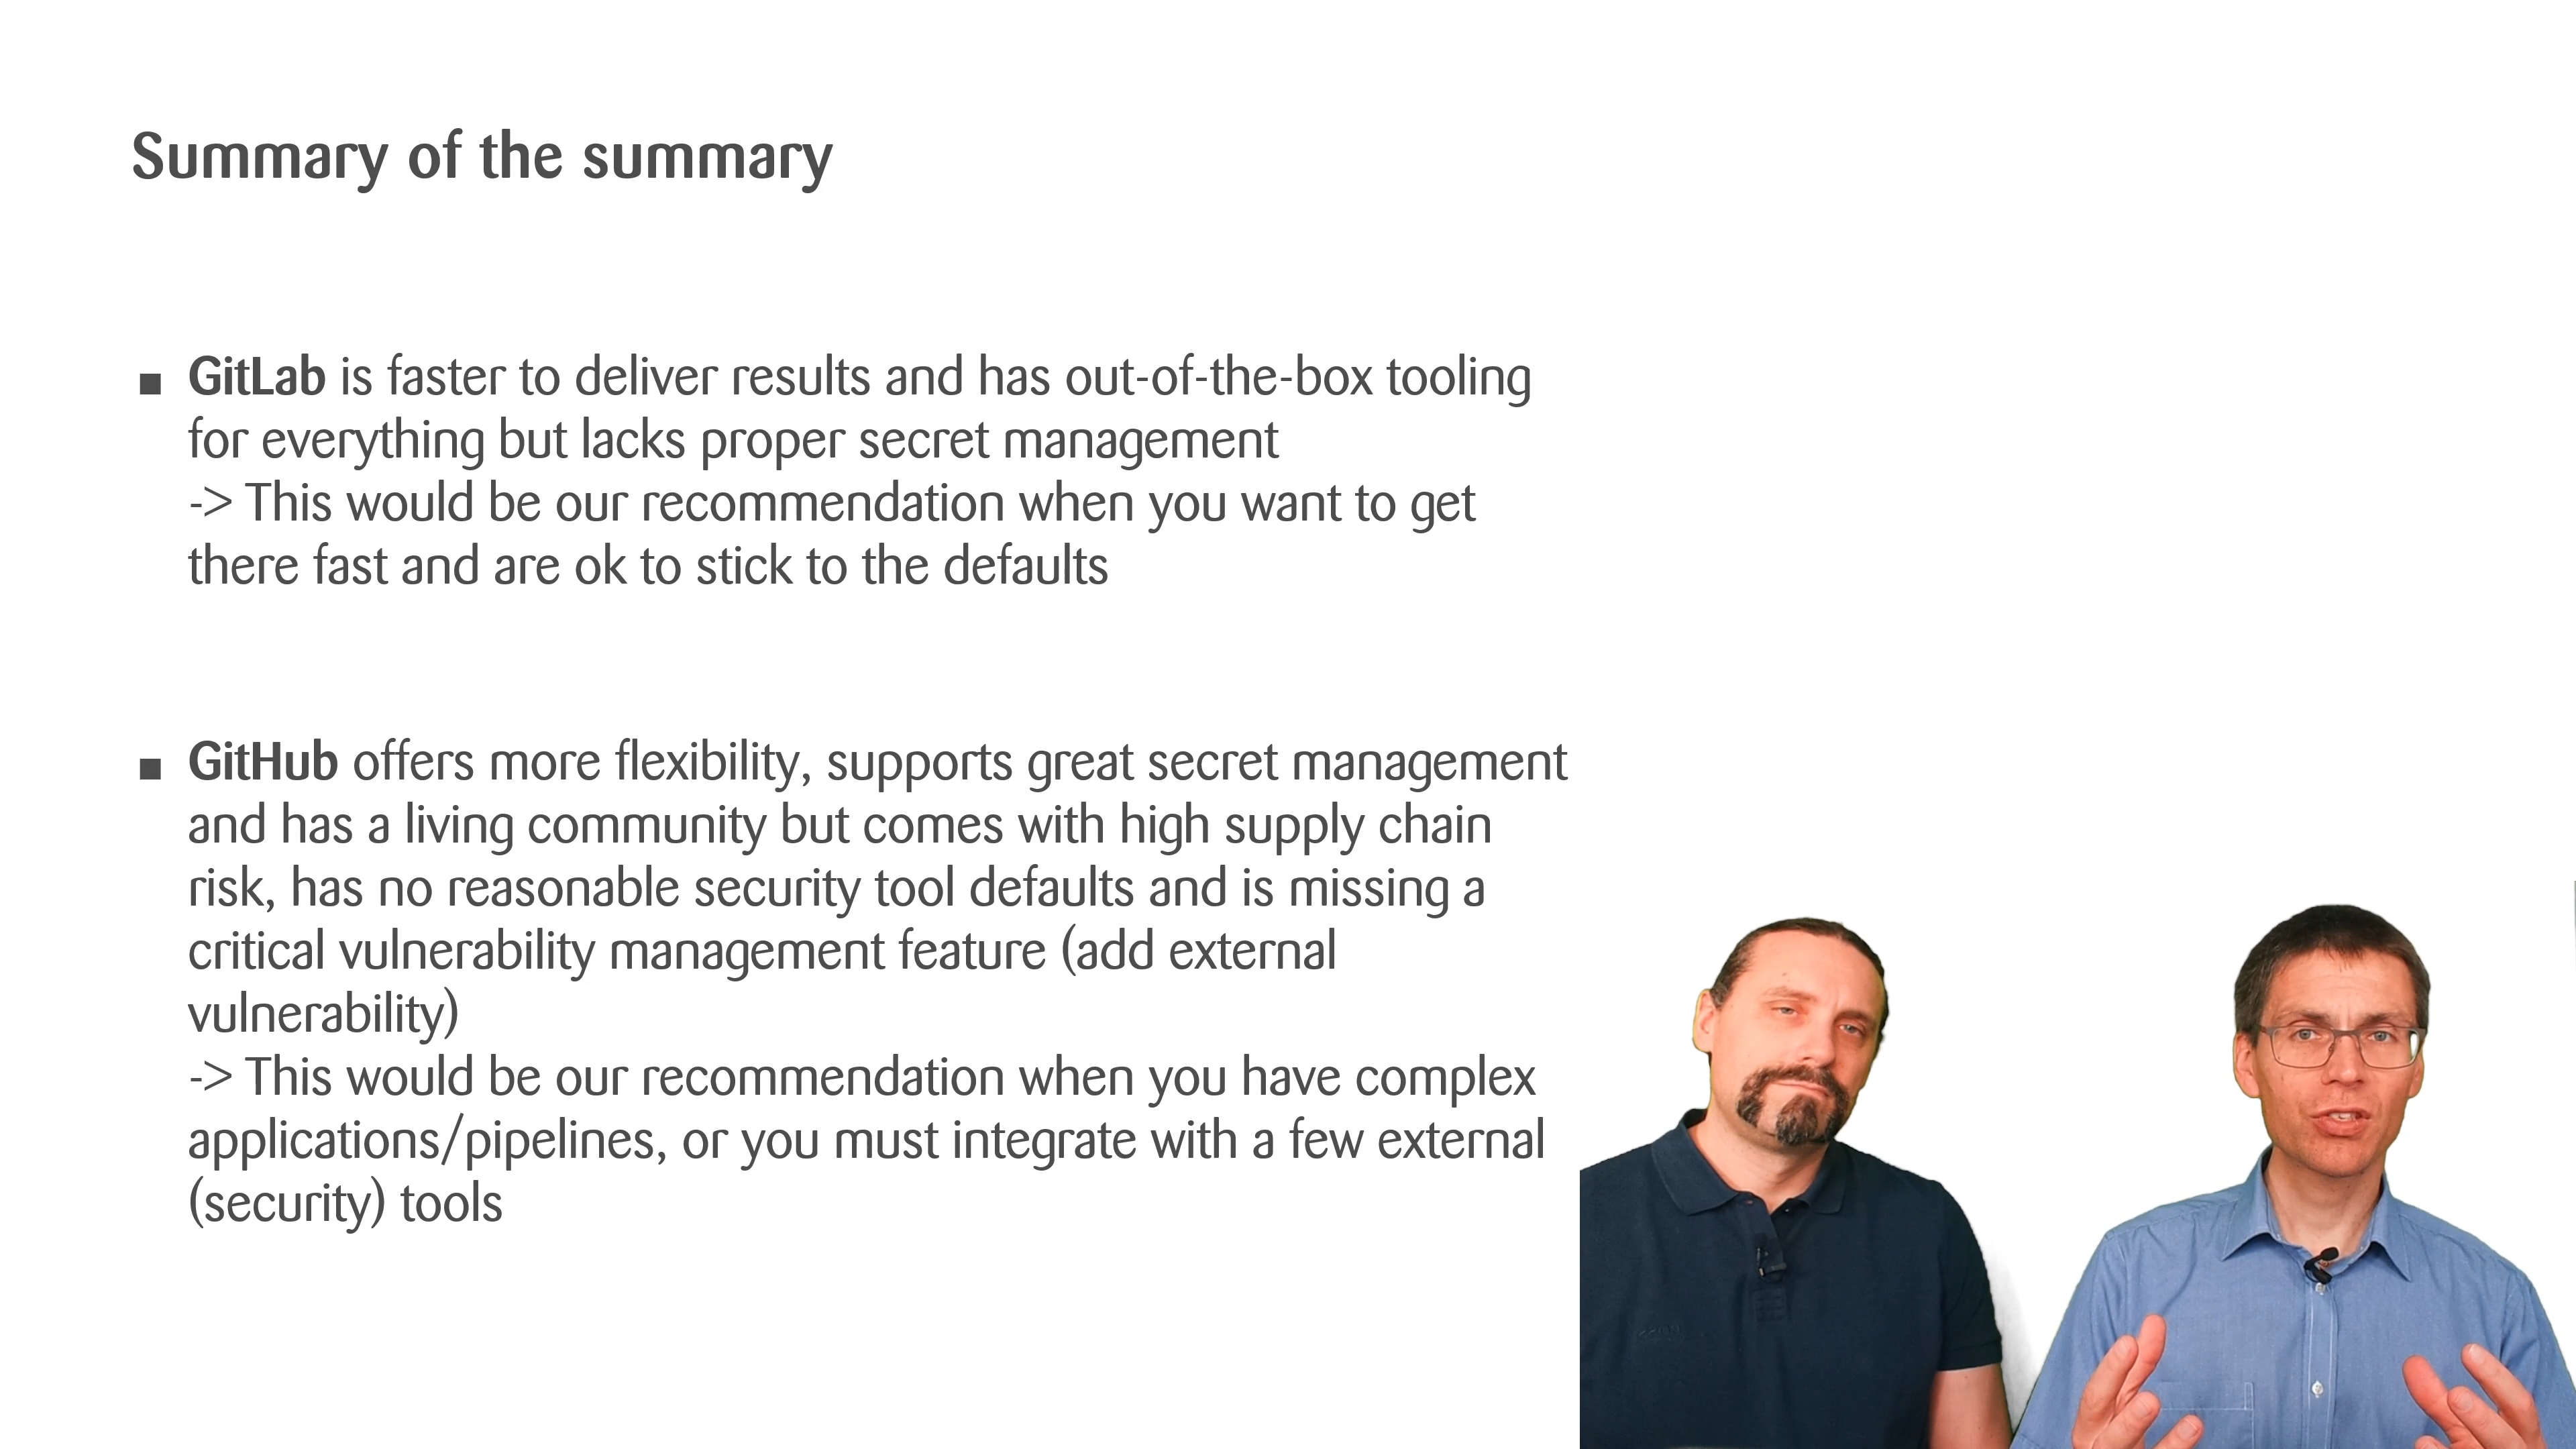 Summary of the summary
▪ GitLab is faster to deliver results and has out-of-the-box tooling
for everything but lacks proper secret management
-> This would be our recommendation when you want to get
there fast and are ok to stick to the defaults
▪ GitHub offers more flexibility, supports great secret management
and has a living community but comes with high supply chain
risk, has no reasonable security tool defaults and is missing a
critical vulnerability management feature (add external
vulnerability)
-> This would be our recommendation when you have complex
applications/pipelines, or you must integrate with a few external
(security) tools